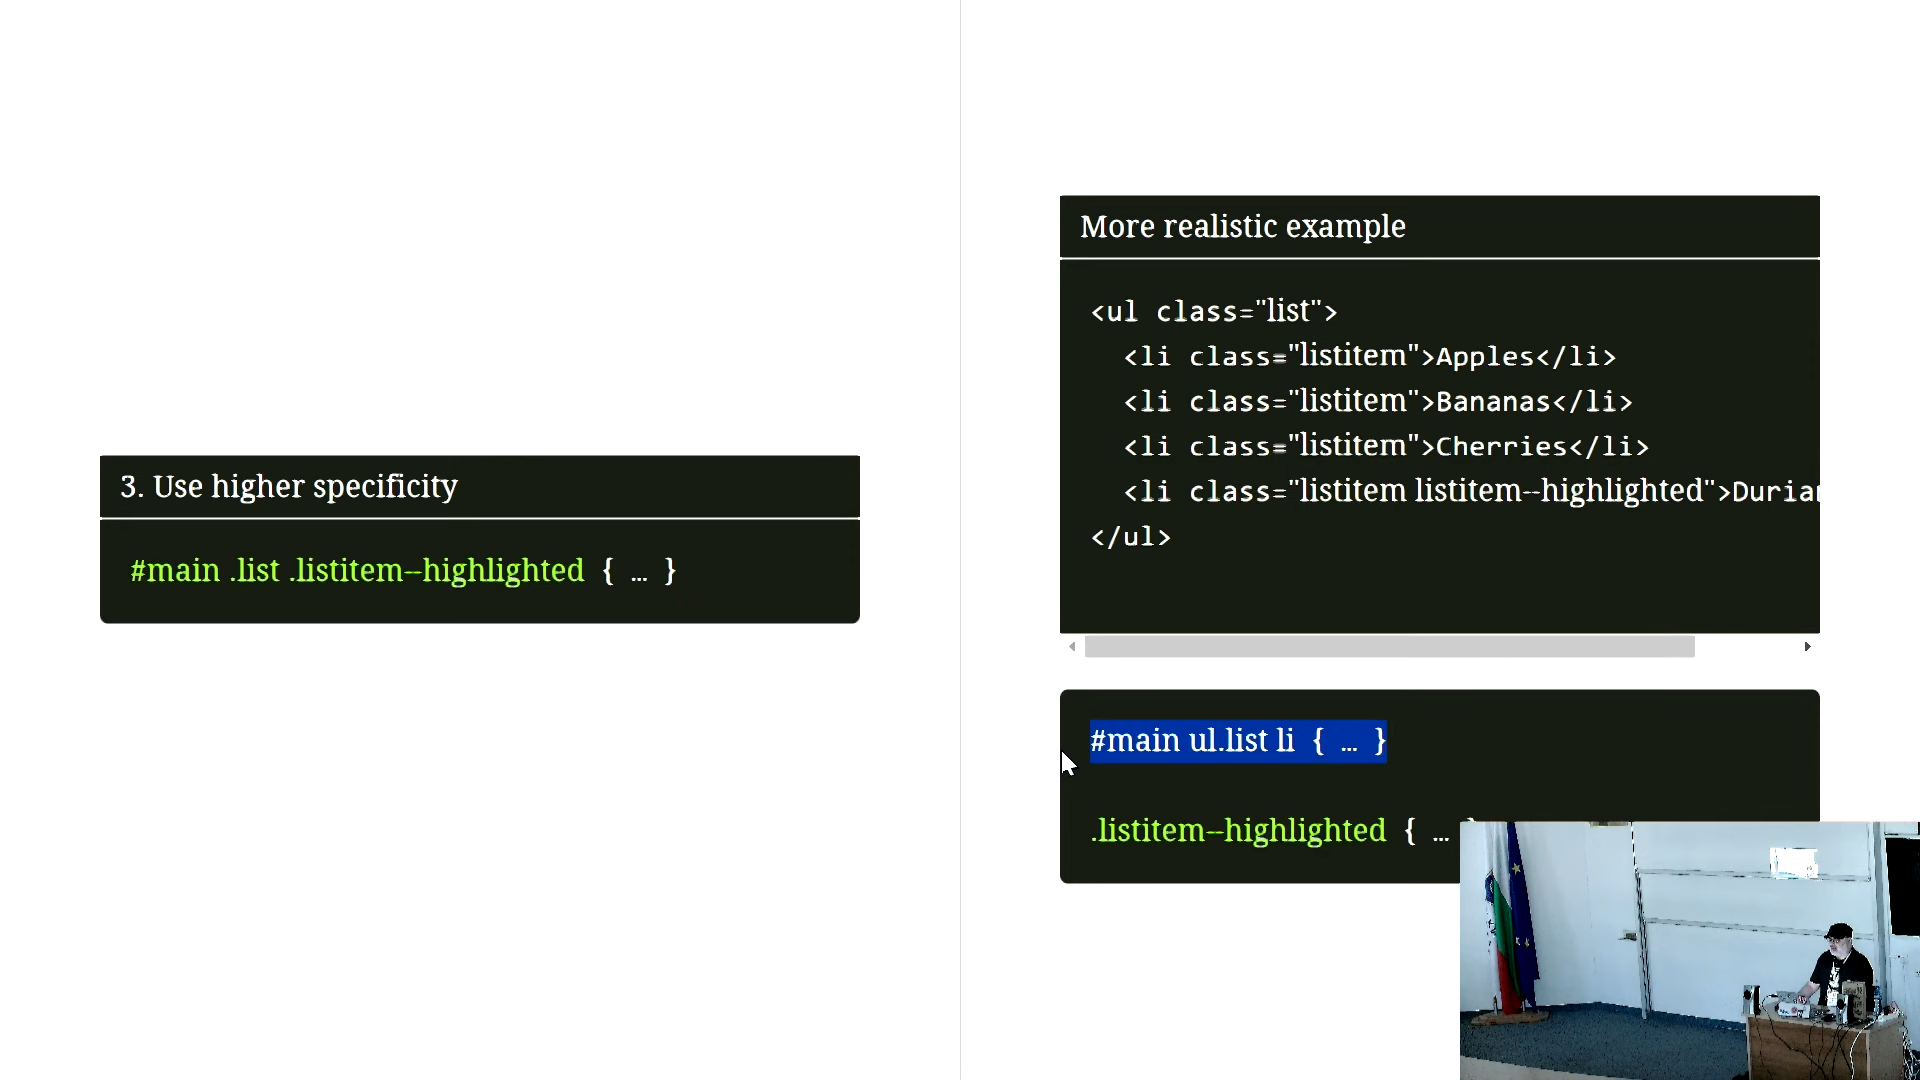 3. Use higher specificity
#main .list .listitem--highlighted { … }
More realistic example
<ul class="list">
<li class="listitem">Apples</li>
<li class="listitem">Bananas</li>
<li class="listitem">Cherries</li>
<li class="listitem listitem--highlighted">Durian
</ul>
#main ul.list li { … }
.listitem--highlighted { …